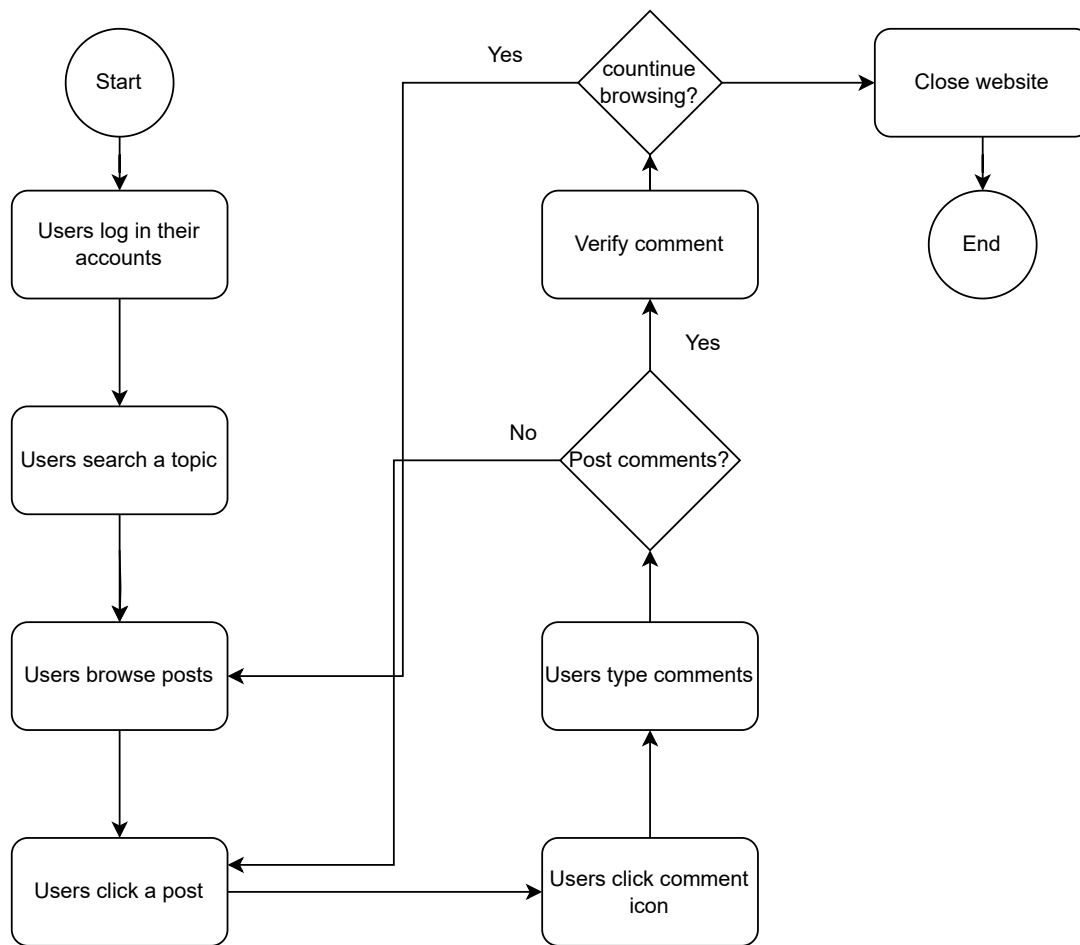 Start
Users log in their
accounts
Users search a topic
Users browse posts
Users click a post
Users click comment
icon
Users type comments
Post comments?
No
Yes
Verify comment
countinue
browsing?
Yes
Close website
End